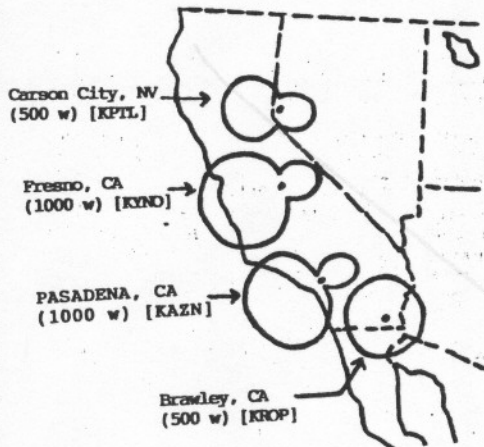 Carson City, NV
(500 w) [KPTL]
Fresno, CA
(1000 w) [KYNO]
PASADENA, CA
(1000 w) [KAZN]
Brawley, CA
(500 w) [KROP]